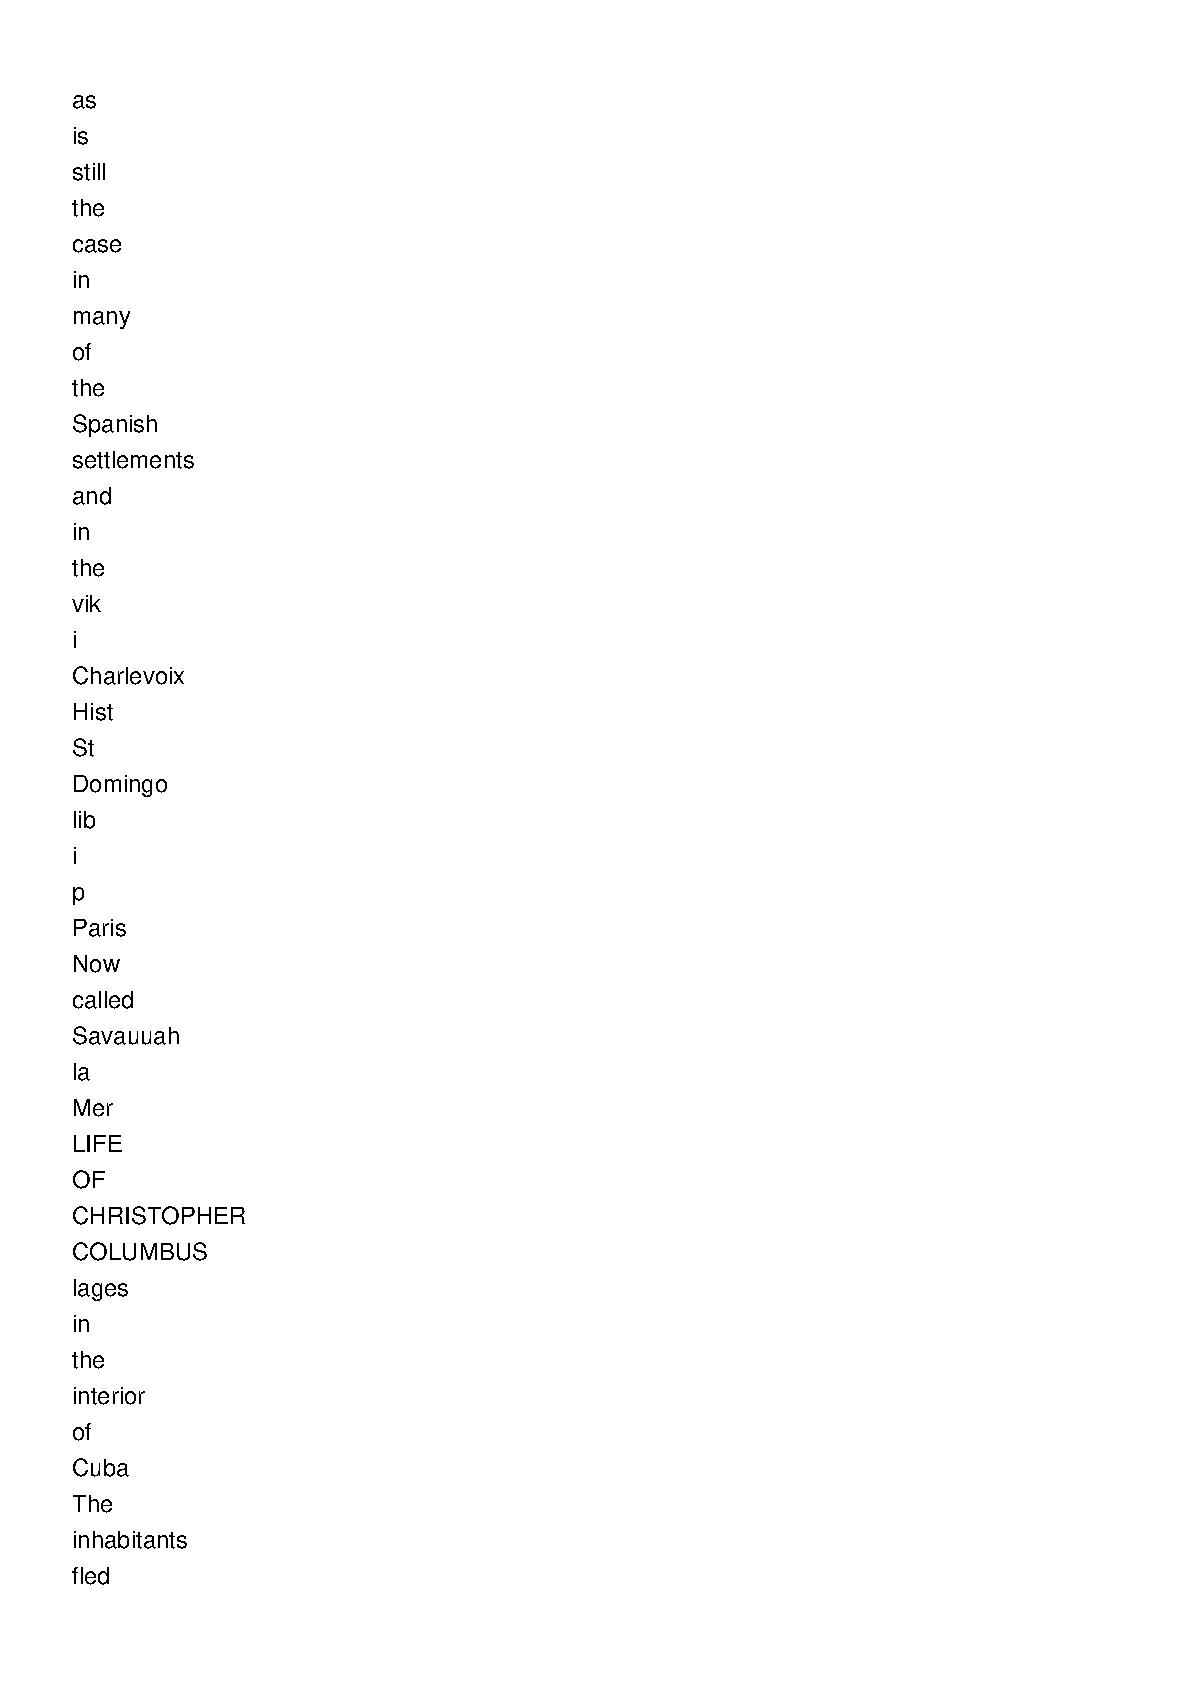 as
is
still
the
case
in
many
of
the
Spanish
settlements
and
in
the
vik
i
Charlevoix
Hist
St
Domingo
lib
i
p
Paris
Now
called
Savauuah
la
Mer
LIFE
OF
CHRISTOPHER
COLUMBUS
lages
in
the
interior
of
Cuba
The
inhabitants
fled